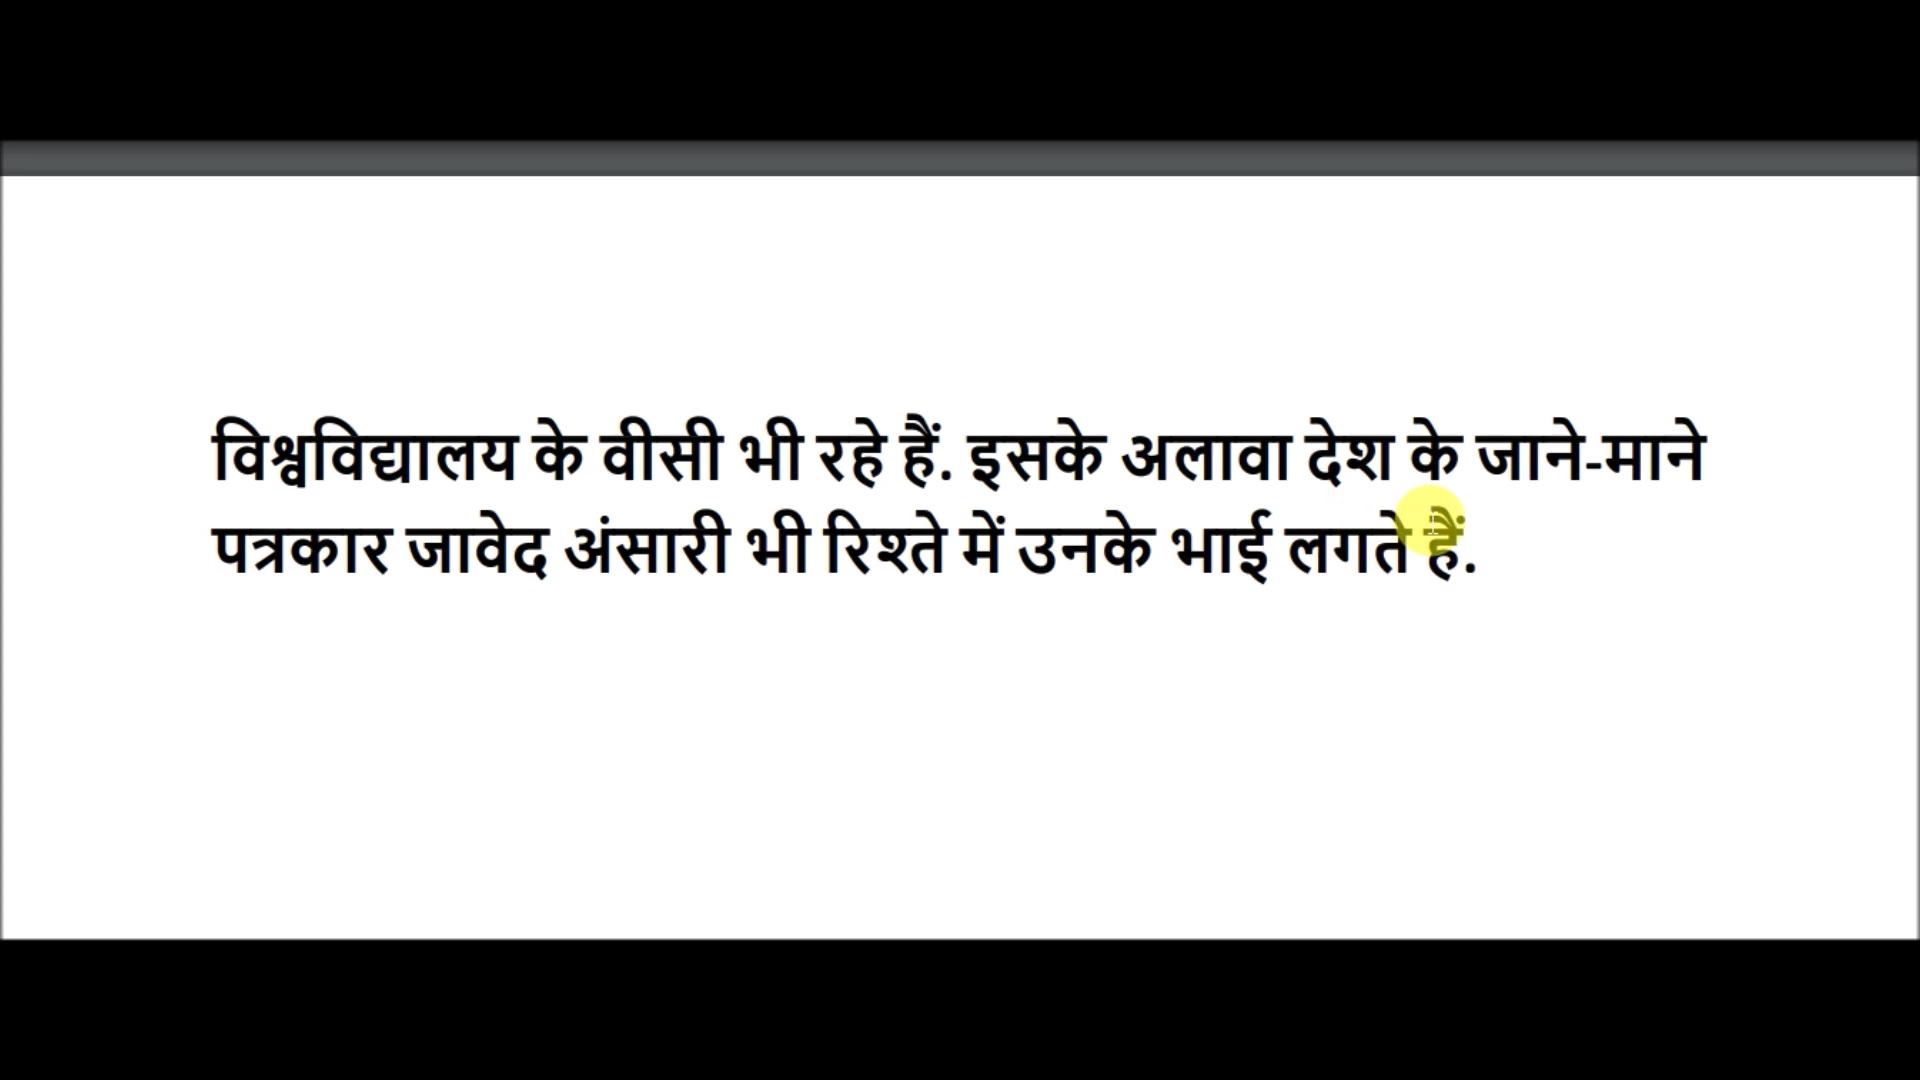 विश्वविद्यालय के वीसी भी रहे हैं. इसके अलावा देश के जाने-माने
पत्रकार जावेद अंसारी भी रिश्ते में उनके भाई लगते हैं.